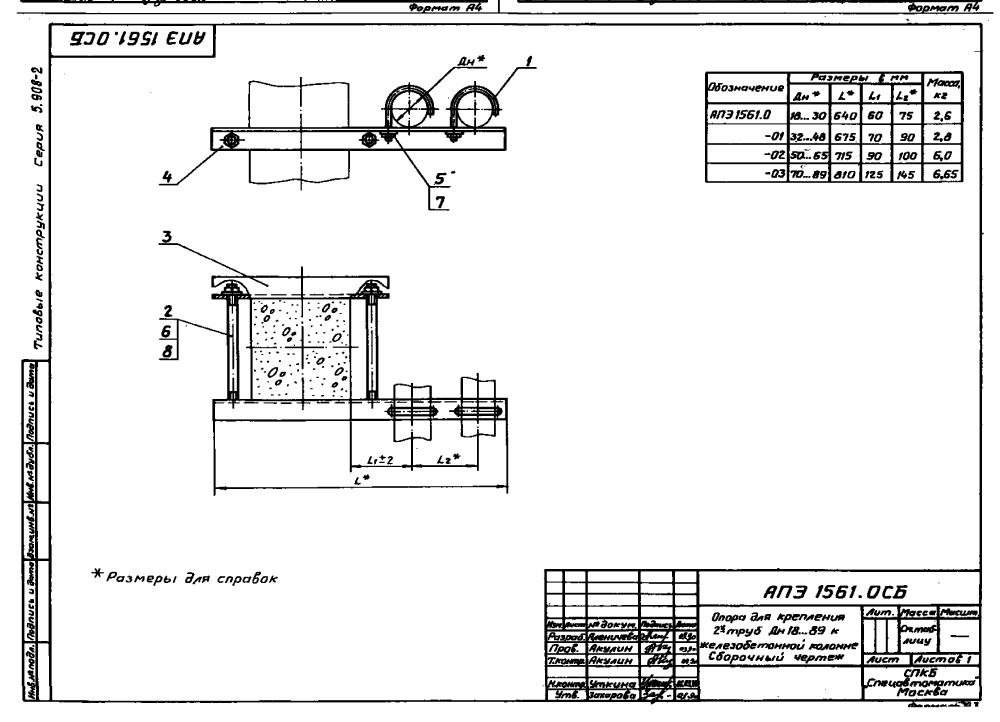 Формат А4
Формат А4
АПЭ 1561.ОСБ
Типовые конструкции Серия 5.908-2
Дн*
1
4
5
7
3
2
6
8
L₁±2
L₂*
L*
Обозначение
Размеры в мм
Масса, кг
Дн* L* L₁ L₂*
АПЭ1561.0 18...30 640 60 75 2,6
-01 32...48 675 70 90 2,8
-02 50...65 715 90 100 6,0
-03 70...89 810 125 145 6,65
* Размеры для справок
Подпись и дата
Инв.№дубл.
Взам.инв.№
Подпись и дата
Инв.№подл.
АПЭ 1561.ОСБ
Изм Лист № докум. Подпись Дата
Разраб.
Пров. Акулин
Т.контр. Акулин
Н.контр. Уткина
Утв. Захарова
Опора для крепления
2ˣ труб Дн18...89 к
железобетонной колонне
Сборочный чертеж
Лит. Масса Масшт.
См.таб-
лицу
—
Лист Листов 1
СПКБ
„Спецавтоматика"
Москва